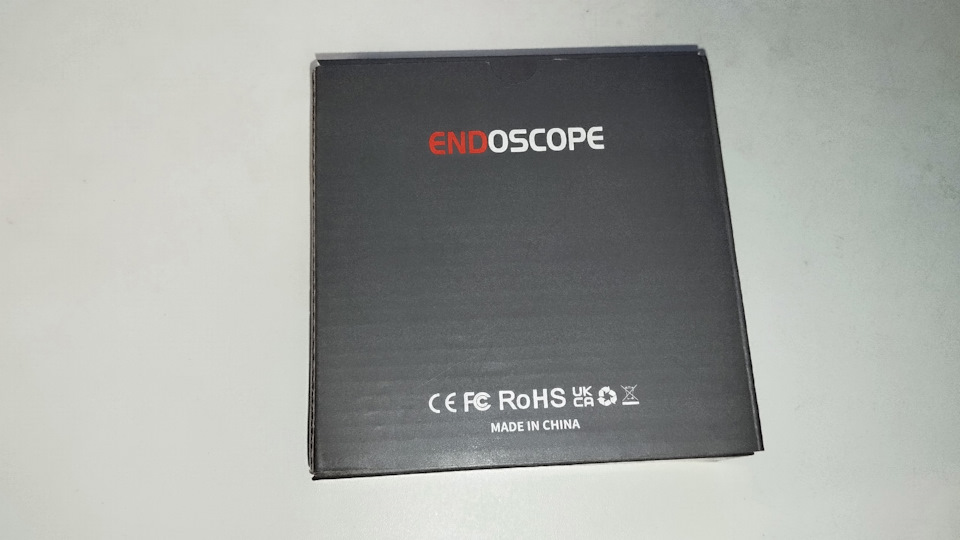 ENDOSCOPE
CE FC RoHS UK CA
MADE IN CHINA